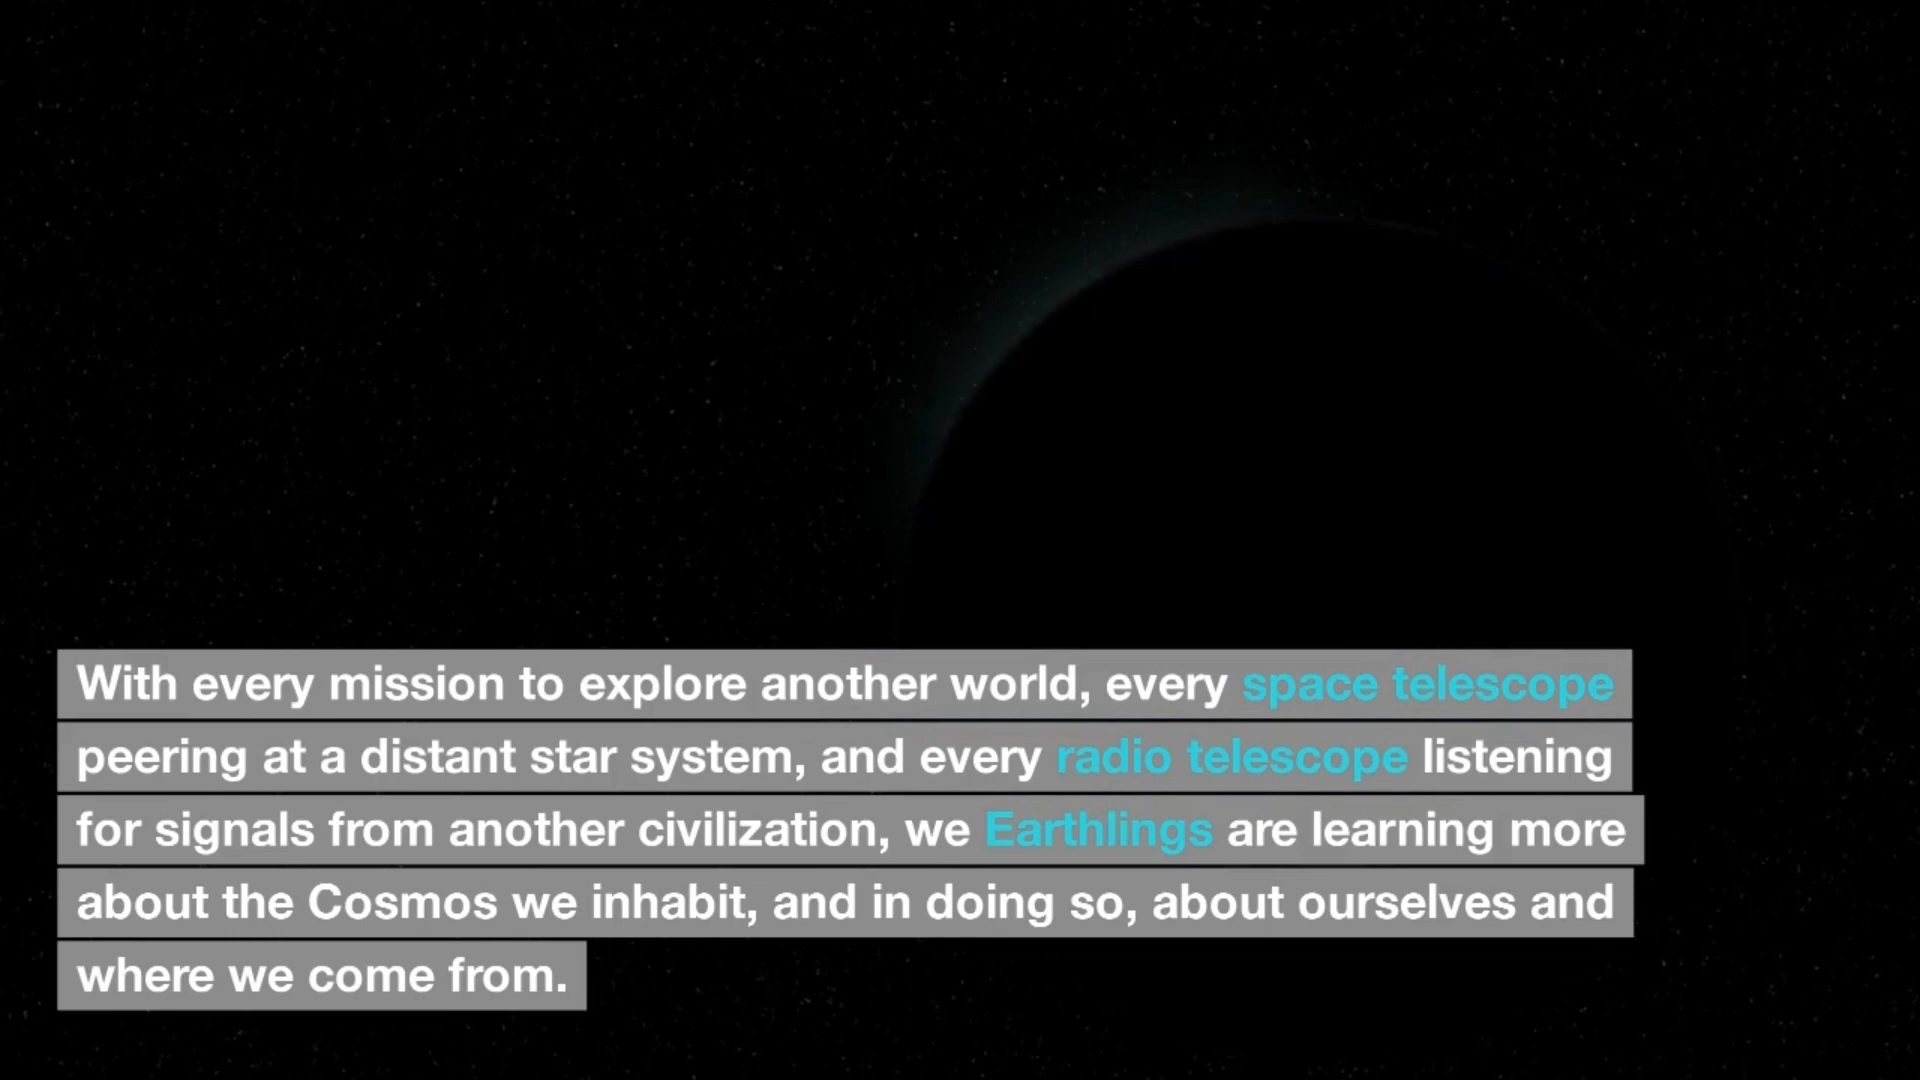 With every mission to explore another world, every space telescope
peering at a distant star system, and every radio telescope listening
for signals from another civilization, we Earthlings are learning more
about the Cosmos we inhabit, and in doing so, about ourselves and
where we come from.